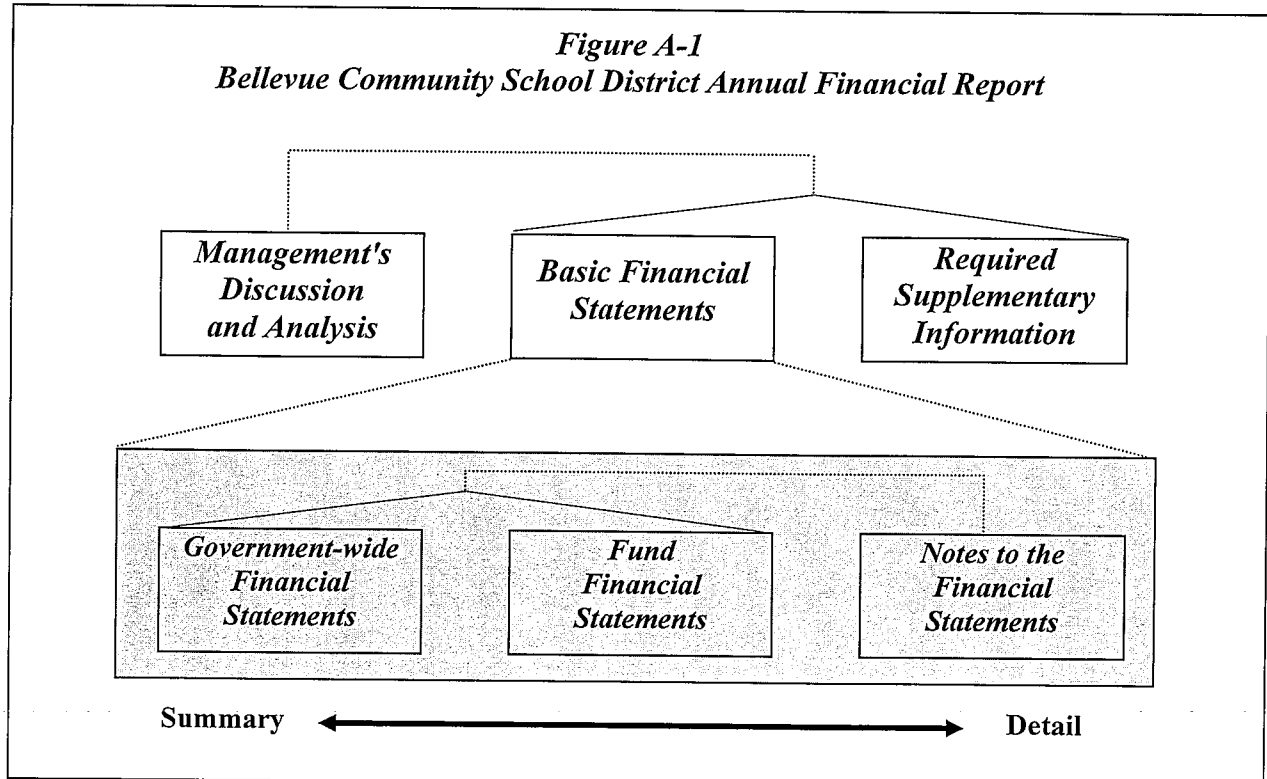 Figure A-1
Bellevue Community School District Annual Financial Report
Management's
Discussion
and Analysis
Basic Financial
Statements
Required
Supplementary
Information
Government-wide
Financial
Statements
Fund
Financial
Statements
Notes to the
Financial
Statements
Summary
Detail